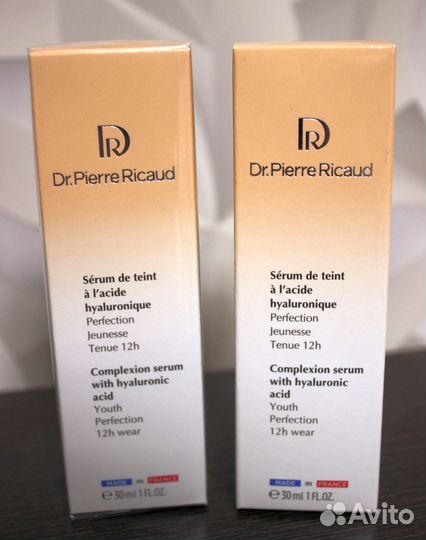 DR
Dr.Pierre Ricaud
Sérum de teint
à l'acide
hyaluronique
Perfection
Jeunesse
Tenue 12h
Complexion serum
with hyaluronic
acid
Youth
Perfection
12h wear
MADE IN FRANCE
℮ 30 ml 1 FL.OZ.
DR
Dr.Pierre Ricaud
Sérum de teint
à l'acide
hyaluronique
Perfection
Jeunesse
Tenue 12h
Complexion serum
with hyaluronic
acid
Youth
Perfection
12h wear
MADE IN FRANCE
℮ 30 ml 1 FL.OZ.
Avito